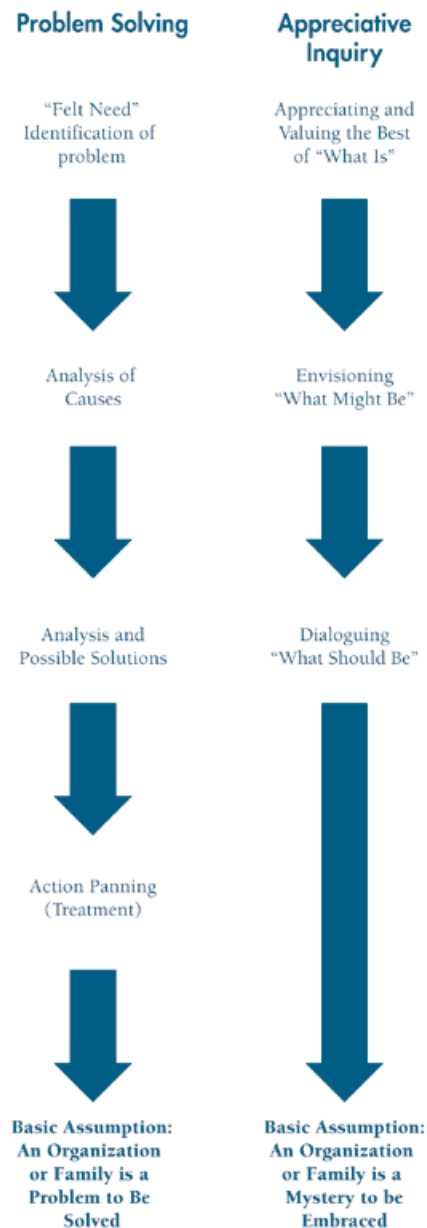 Problem Solving
“Felt Need”
Identification of
problem
Analysis of
Causes
Analysis and
Possible Solutions
Action Panning
(Treatment)
Basic Assumption:
An Organization
or Family is a
Problem to Be
Solved
Appreciative
Inquiry
Appreciating and
Valuing the Best
of “What Is”
Envisioning
“What Might Be”
Dialoguing
“What Should Be”
Basic Assumption:
An Organization
or Family is a
Mystery to be
Embraced